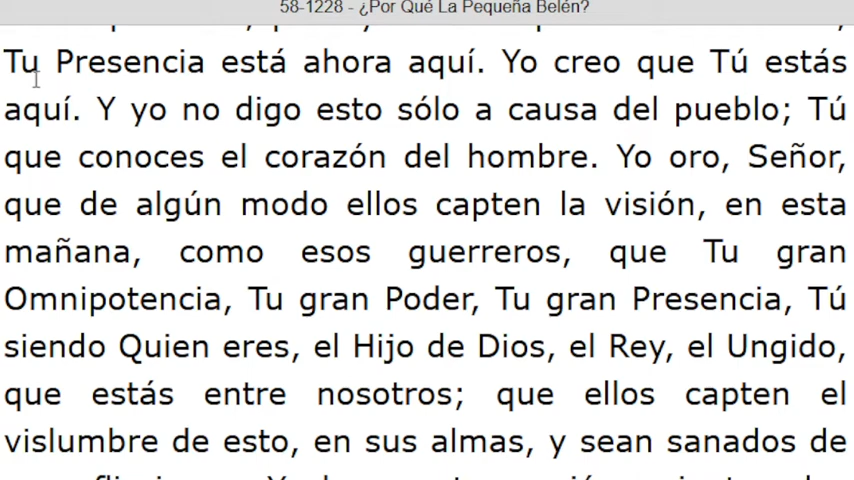 58-1228 - ¿Por Qué La Pequeña Belén?
Tu Presencia está ahora aquí. Yo creo que Tú estás
aquí. Y yo no digo esto sólo a causa del pueblo; Tú
que conoces el corazón del hombre. Yo oro, Señor,
que de algún modo ellos capten la visión, en esta
mañana, como esos guerreros, que Tu gran
Omnipotencia, Tu gran Poder, Tu gran Presencia, Tú
siendo Quien eres, el Hijo de Dios, el Rey, el Ungido,
que estás entre nosotros; que ellos capten el
vislumbre de esto, en sus almas, y sean sanados de